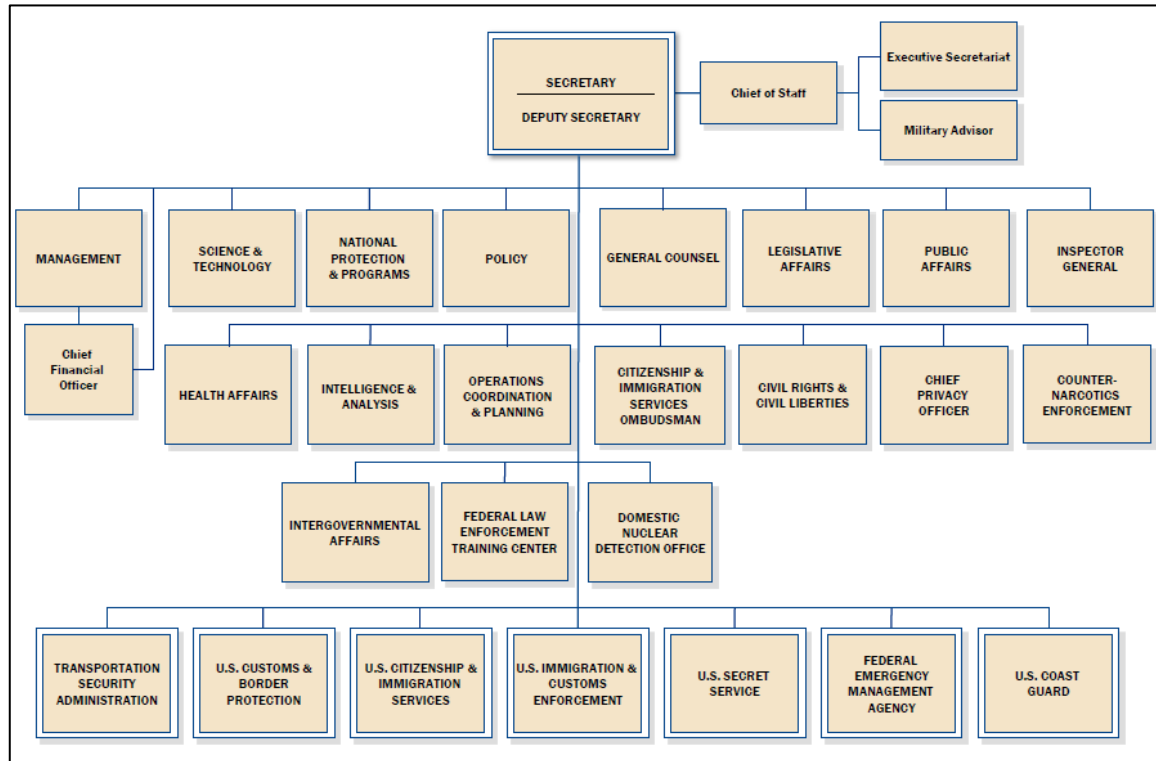 SECRETARY
DEPUTY SECRETARY
Chief of Staff
Executive Secretariat
Military Advisor
MANAGEMENT
SCIENCE &
TECHNOLOGY
NATIONAL
PROTECTION
& PROGRAMS
POLICY
GENERAL COUNSEL
LEGISLATIVE
AFFAIRS
PUBLIC
AFFAIRS
INSPECTOR
GENERAL
Chief
Financial
Officer
HEALTH AFFAIRS
INTELLIGENCE &
ANALYSIS
OPERATIONS
COORDINATION
& PLANNING
CITIZENSHIP &
IMMIGRATION
SERVICES
OMBUDSMAN
CIVIL RIGHTS &
CIVIL LIBERTIES
CHIEF
PRIVACY
OFFICER
COUNTER-
NARCOTICS
ENFORCEMENT
INTERGOVERNMENTAL
AFFAIRS
FEDERAL LAW
ENFORCEMENT
TRAINING CENTER
DOMESTIC
NUCLEAR
DETECTION OFFICE
TRANSPORTATION
SECURITY
ADMINISTRATION
U.S. CUSTOMS &
BORDER
PROTECTION
U.S. CITIZENSHIP &
IMMIGRATION
SERVICES
U.S. IMMIGRATION &
CUSTOMS
ENFORCEMENT
U.S. SECRET
SERVICE
FEDERAL
EMERGENCY
MANAGEMENT
AGENCY
U.S. COAST
GUARD